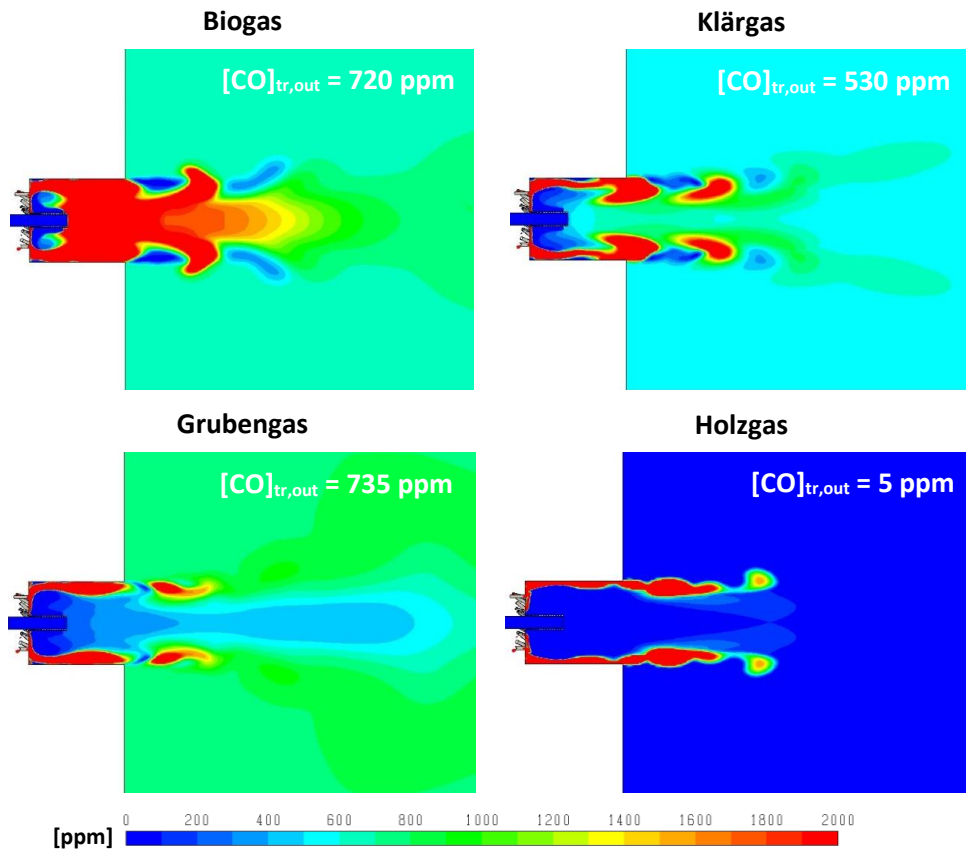 Biogas
Klärgas
[CO]tr,out = 720 ppm
[CO]tr,out = 530 ppm
Grubengas
Holzgas
[CO]tr,out = 735 ppm
[CO]tr,out = 5 ppm
0 200 400 600 800 1000 1200 1400 1600 1800 2000
[ppm]